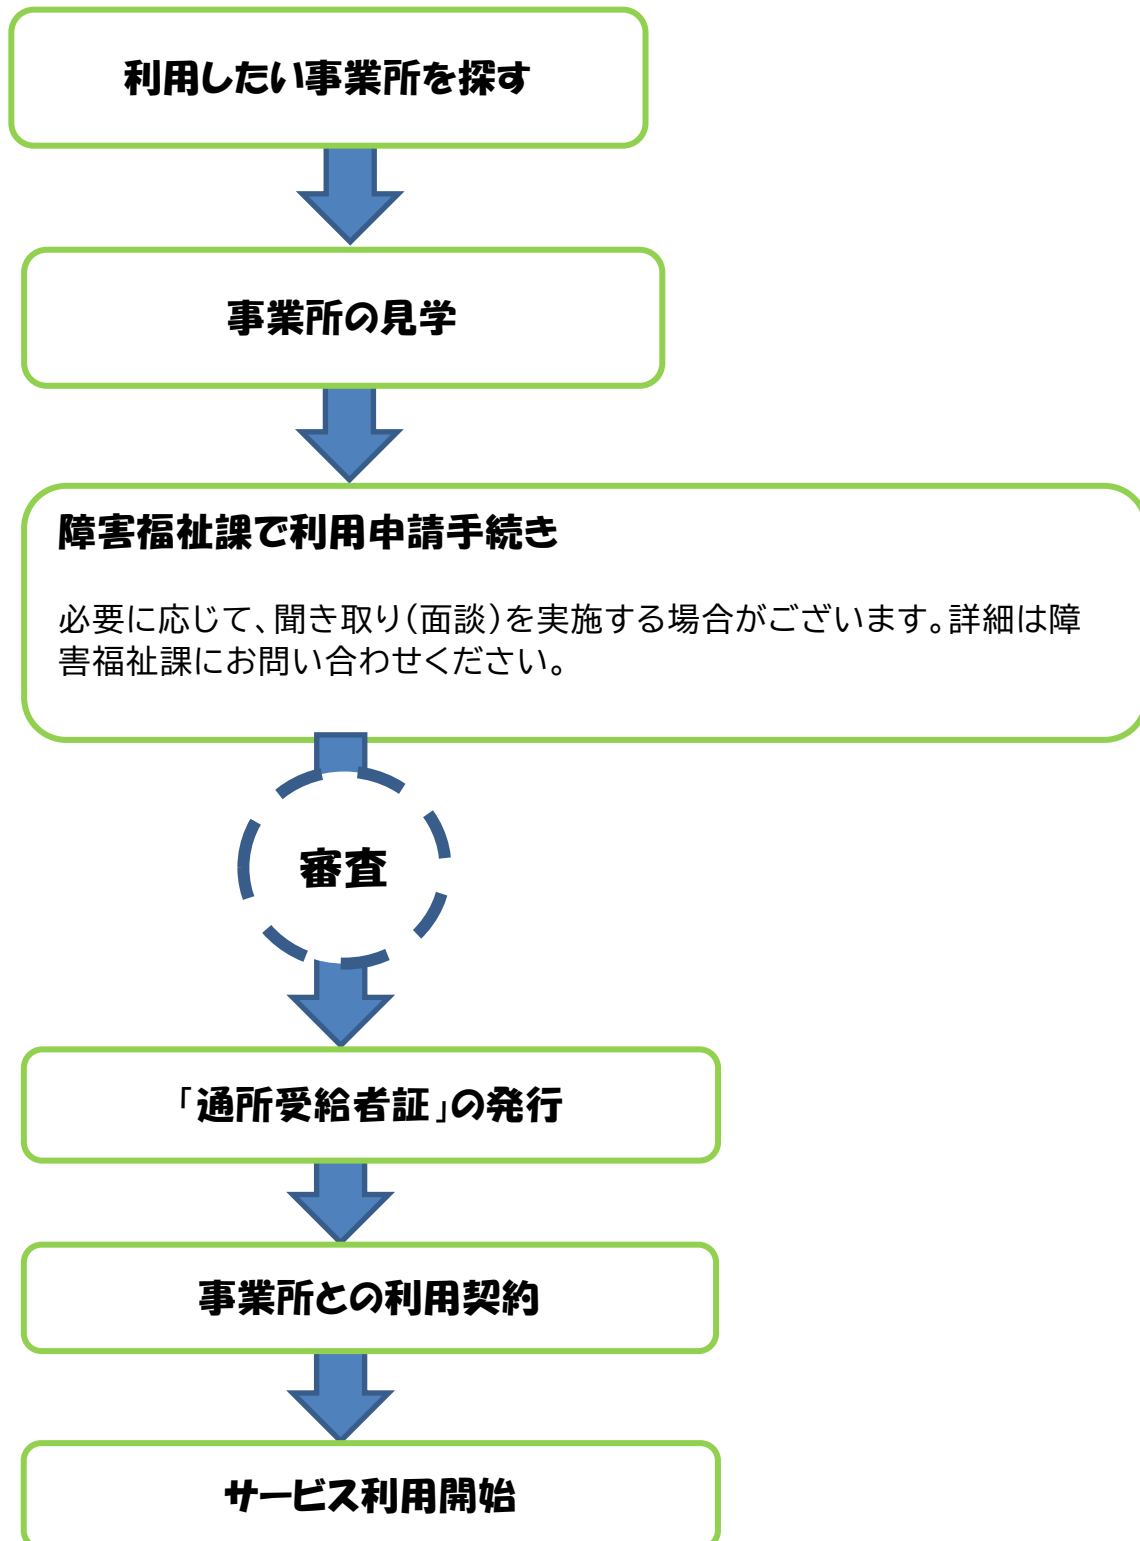 利用したい事業所を探す
事業所の見学
障害福祉課で利用申請手続き
必要に応じて、聞き取り（面談）を実施する場合がございます。詳細は障
害福祉課にお問い合わせください。
審査
「通所受給者証」の発行
事業所との利用契約
サービス利用開始